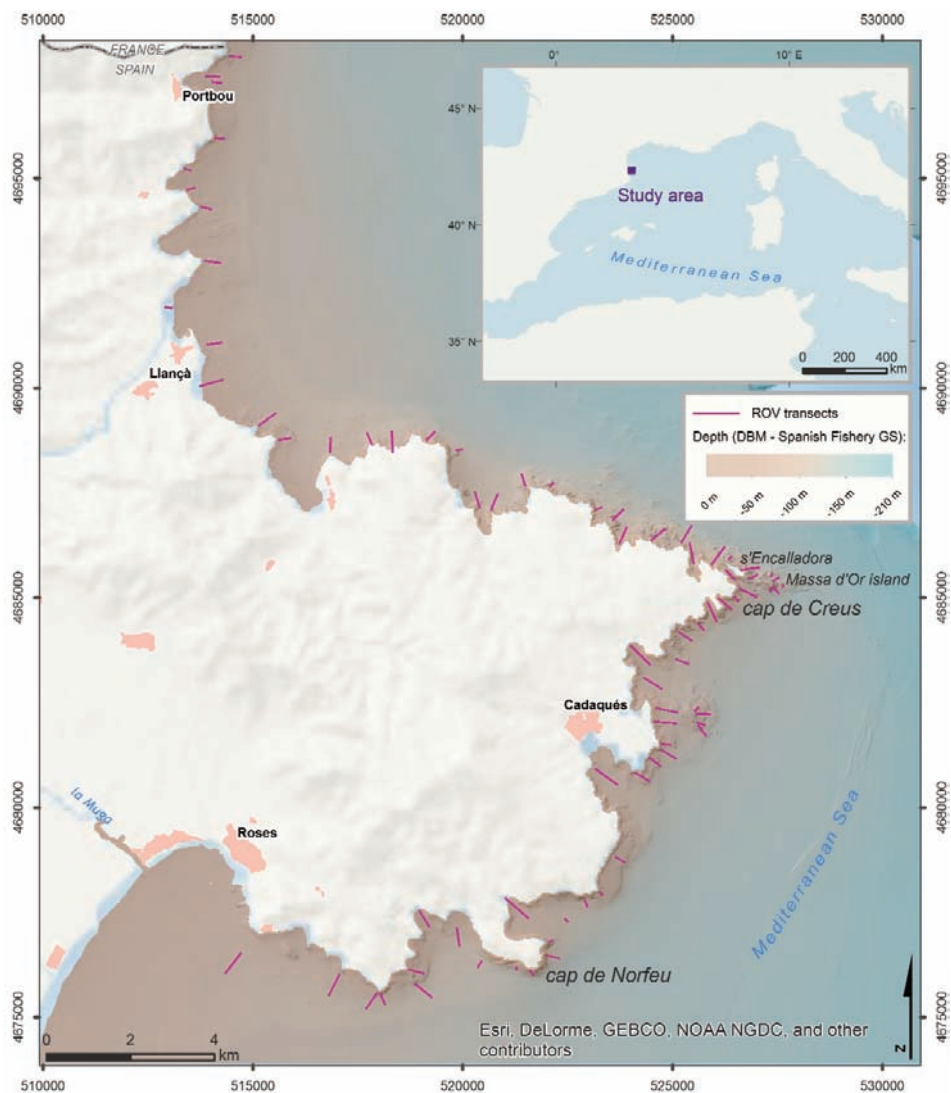 510000 515000 520000 525000 530000
FRANCE
SPAIN
Portbou
0° 10° E
45° N
40° N
35° N
Study area
Mediterranean Sea
0 200 400
km
4695000 4695000
4690000 4690000
4685000 4685000
4680000 4680000
4675000 4675000
Llançà
ROV transects
Depth (DBM - Spanish Fishery GS):
0 m -50 m -100 m -150 m -210 m
s'Encalladora
Massa d'Or island
cap de Creus
Cadaqués
la Muga
Roses
Mediterranean Sea
cap de Norfeu
Esri, DeLorme, GEBCO, NOAA NGDC, and other
contributors
0 2 4
km
N
510000 515000 520000 525000 530000